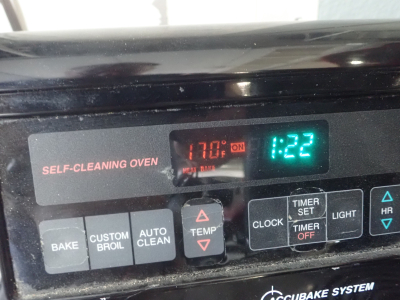 170°F ON 1:22
SELF-CLEANING OVEN
BAKE
CUSTOM
BROIL
AUTO
CLEAN
TEMP
CLOCK
TIMER
SET
TIMER
OFF
LIGHT
HR
ACCUBAKE SYSTEM